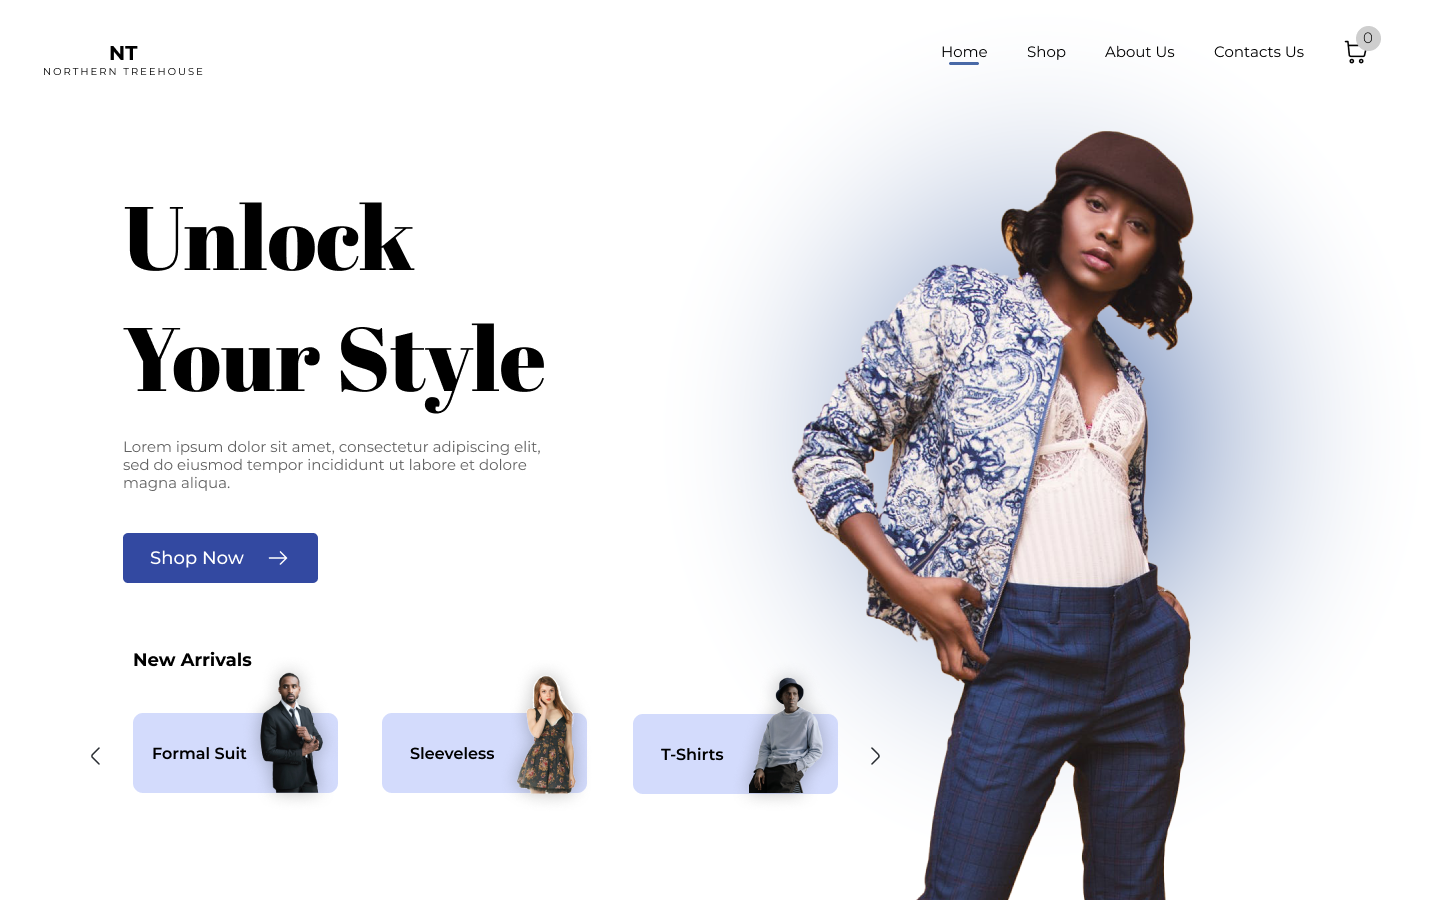 NT
NORTHERN TREEHOUSE
Home
Shop
About Us
Contacts Us
0
Unlock
Your Style
Lorem ipsum dolor sit amet, consectetur adipiscing elit,
sed do eiusmod tempor incididunt ut labore et dolore
magna aliqua.
Shop Now
New Arrivals
Formal Suit
Sleeveless
T-Shirts